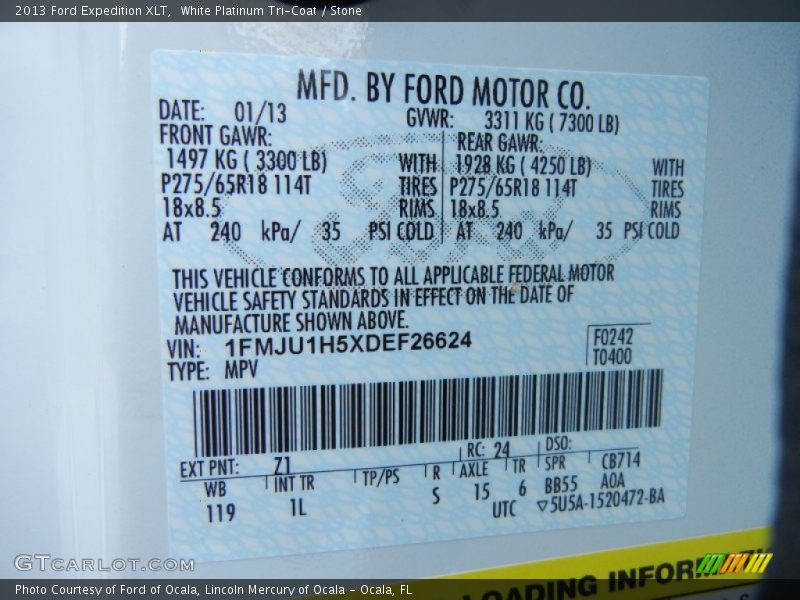 2013 Ford Expedition XLT, White Platinum Tri-Coat / Stone
MFD. BY FORD MOTOR CO.
DATE: 01/13 GVWR: 3311 KG ( 7300 LB)
FRONT GAWR: REAR GAWR:
1497 KG ( 3300 LB) WITH 1928 KG ( 4250 LB) WITH
P275/65R18 114T TIRES P275/65R18 114T TIRES
18x8.5 RIMS 18x8.5 RIMS
AT 240 kPa/ 35 PSI COLD AT 240 kPa/ 35 PSI COLD
THIS VEHICLE CONFORMS TO ALL APPLICABLE FEDERAL MOTOR
VEHICLE SAFETY STANDARDS IN EFFECT ON THE DATE OF
MANUFACTURE SHOWN ABOVE.
VIN: 1FMJU1H5XDEF26624 F0242
TYPE: MPV T0400
EXT PNT: Z1 RC: 24 DSO:
WB INT TR TP/PS R AXLE TR SPR CB714
119 1L S 15 6 BB55 A0A
UTC ▽5U5A-1520472-BA
LOADING INFORM
GTCARLOT.COM
Photo Courtesy of Ford of Ocala, Lincoln Mercury of Ocala - Ocala, FL